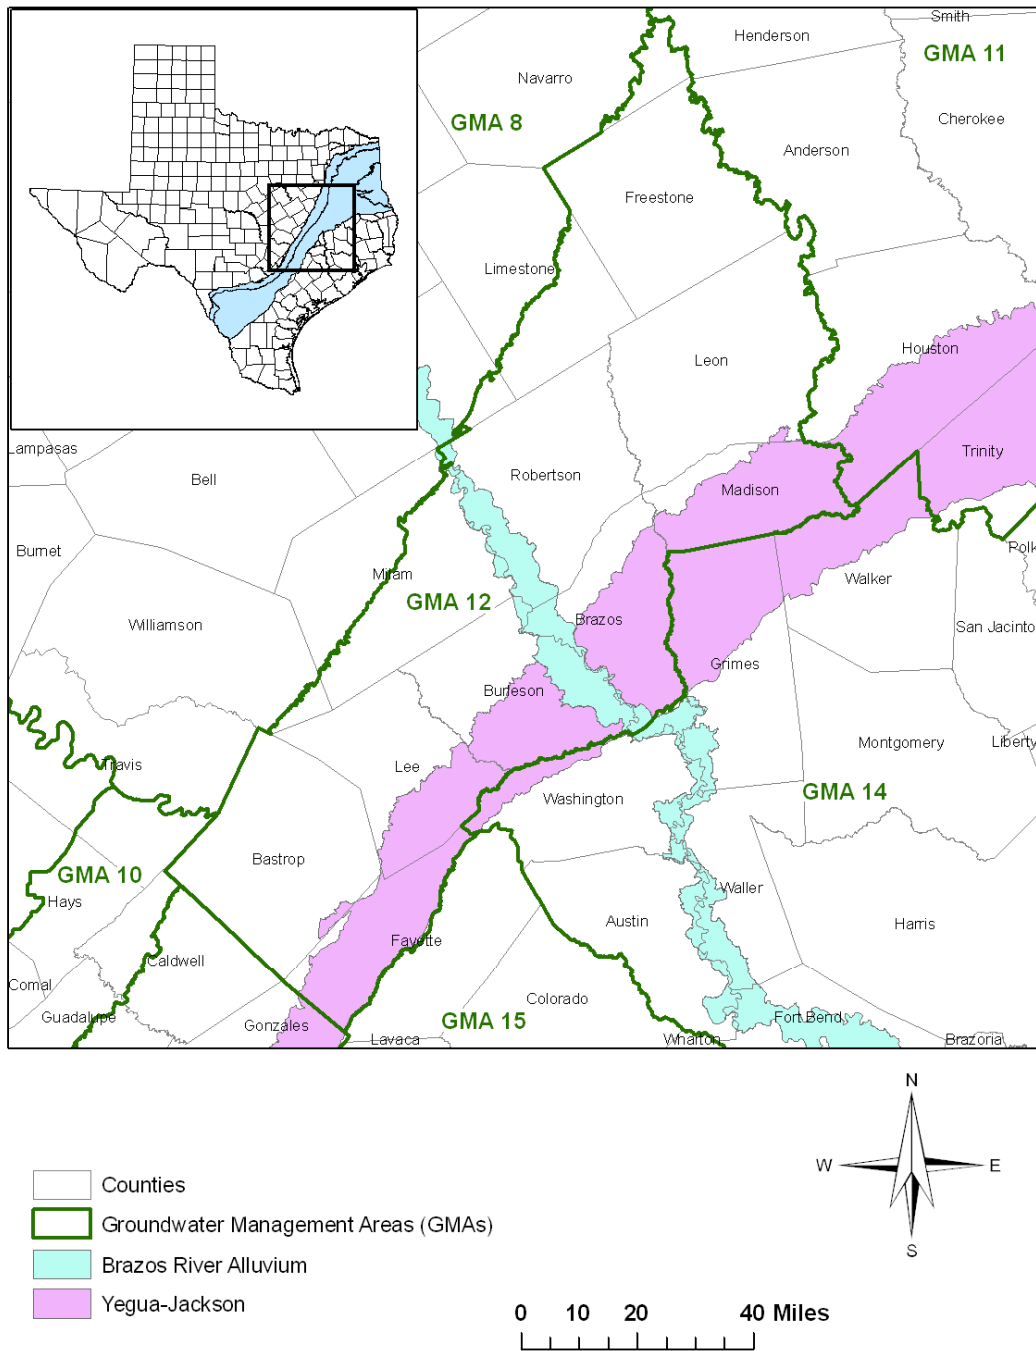 Smith
Henderson
GMA 11
Navarro
Cherokee
GMA 8
Anderson
Freestone
Limestone
Houston
Leon
Lampasas
Trinity
Robertson
Bell
Madison
Burnet
Polk
Milam
Walker
GMA 12
Brazos
Williamson
San Jacinto
Grimes
Burleson
Montgomery
Liberty
Travis
Lee
GMA 14
Washington
Bastrop
GMA 10
Waller
Hays
Austin
Harris
Fayette
Caldwell
Comal
Colorado
Guadalupe
GMA 15
Fort Bend
Gonzales
Lavaca
Wharton
Brazoria
N
W
E
S
Counties
Groundwater Management Areas (GMAs)
Brazos River Alluvium
Yegua-Jackson
0 10 20 40 Miles